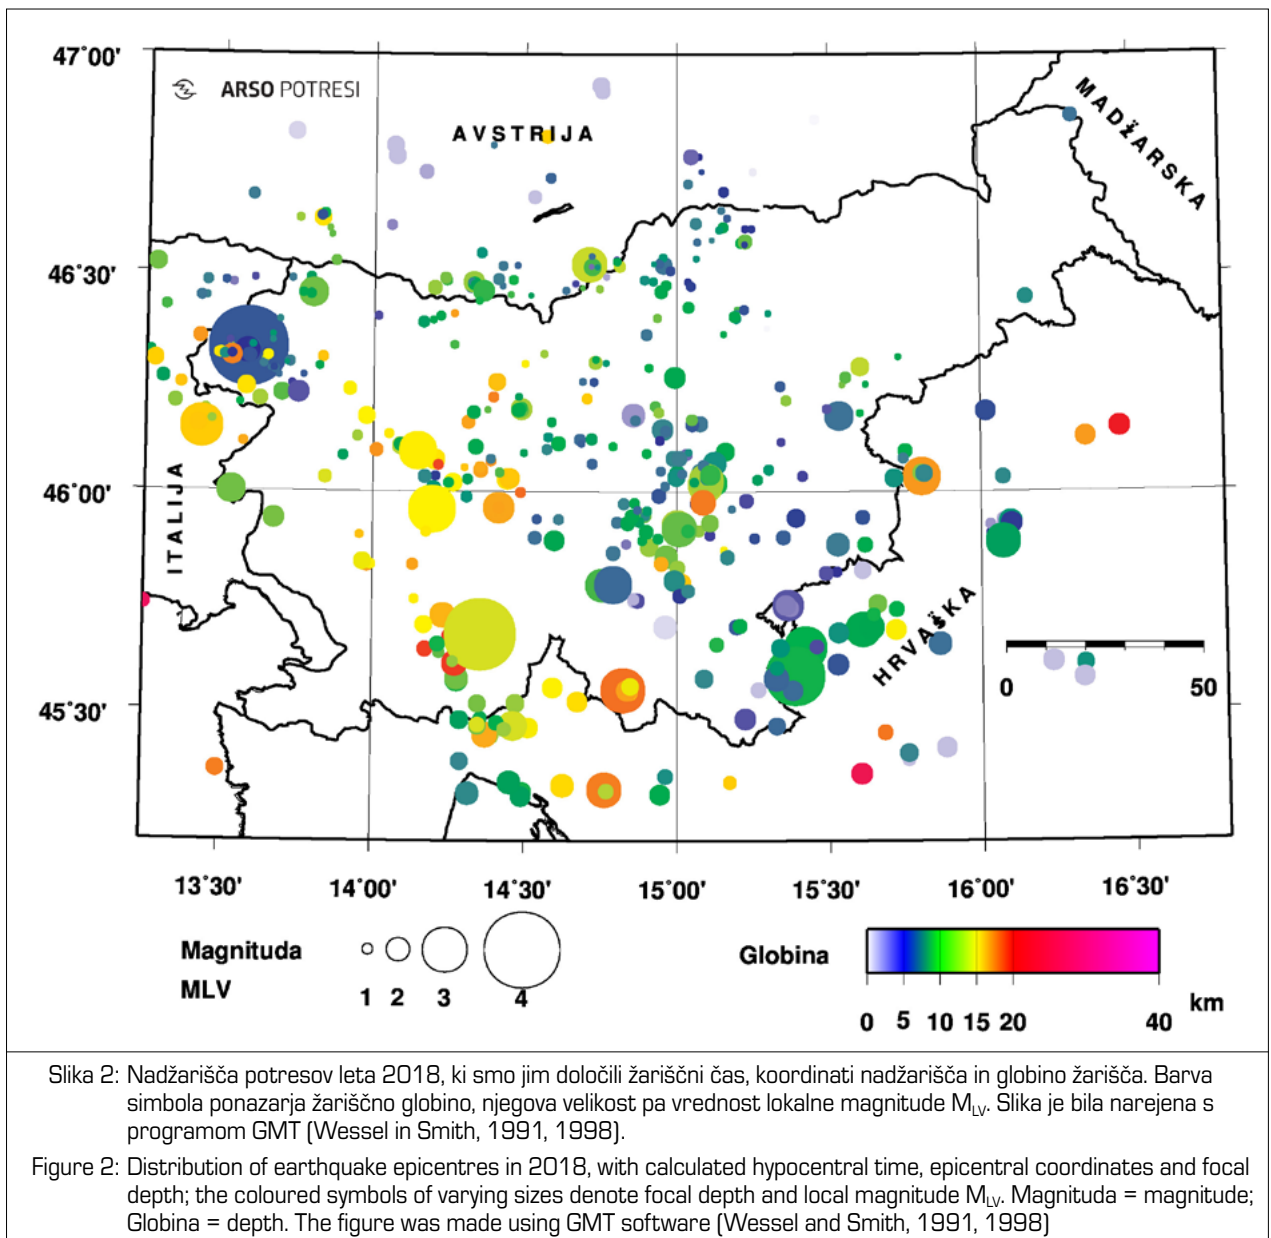 47°00'
ARSO POTRESI
AVSTRIJA
MADŽARSKA
46°30'
46°00'
ITALIJA
HRVAŠKA
0 50
45°30'
13°30' 14°00' 14°30' 15°00' 15°30' 16°00' 16°30'
Magnituda
MLV
1 2 3 4
Globina
km
0 5 10 15 20 40
Slika 2: Nadžarišča potresov leta 2018, ki smo jim določili žariščni čas, koordinati nadžarišča in globino žarišča. Barva
simbola ponazarja žariščno globino, njegova velikost pa vrednost lokalne magnitude MLV. Slika je bila narejena s
programom GMT (Wessel in Smith, 1991, 1998).
Figure 2: Distribution of earthquake epicentres in 2018, with calculated hypocentral time, epicentral coordinates and focal
depth; the coloured symbols of varying sizes denote focal depth and local magnitude MLV. Magnituda = magnitude;
Globina = depth. The figure was made using GMT software (Wessel and Smith, 1991, 1998)